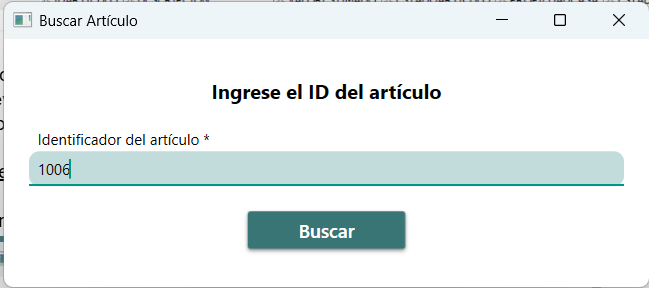 Buscar Artículo
Ingrese el ID del artículo
Identificador del artículo *
1006
Buscar